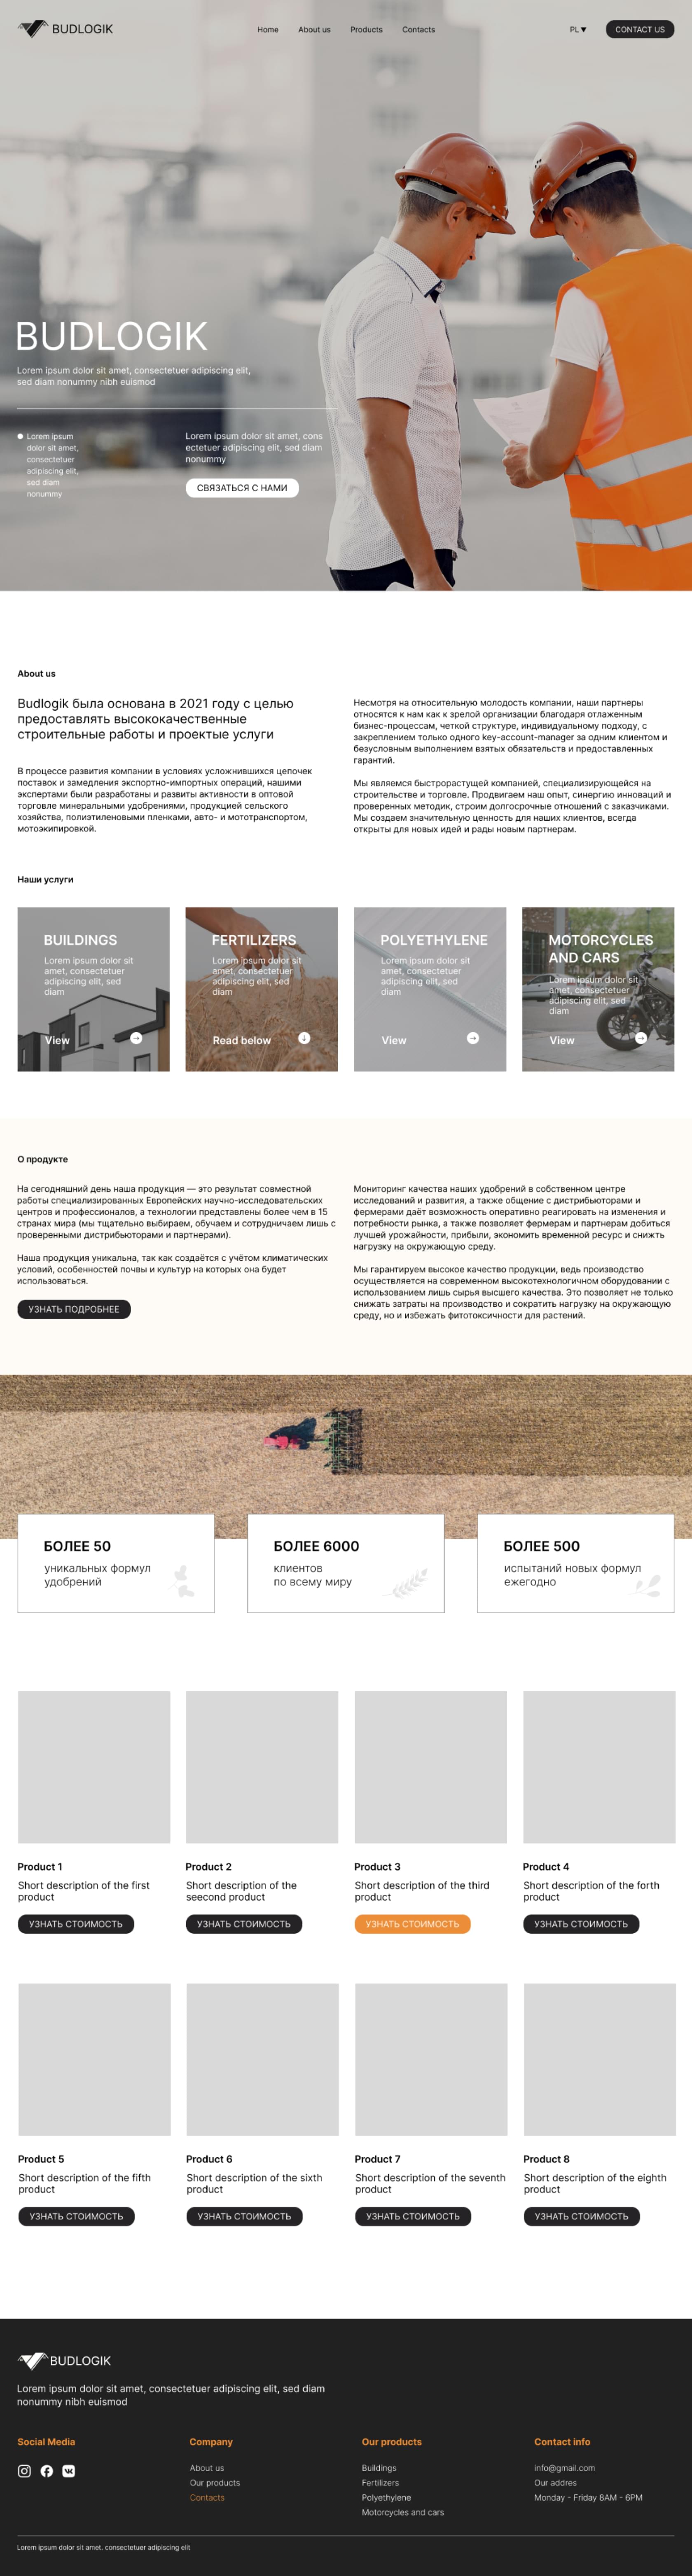 BUDLOGIK
Home About us Products Contacts
PL CONTACT US
BUDLOGIK
Lorem ipsum dolor sit amet, consectetuer adipiscing elit,
sed diam nonummy nibh euismod
Lorem ipsum
dolor sit amet,
consectetuer
adipiscing elit,
sed diam
nonummy
Lorem ipsum dolor sit amet, cons
ectetuer adipiscing elit, sed diam
nonummy
СВЯЗАТЬСЯ С НАМИ
About us
Budlogik была основана в 2021 году с целью
предоставлять высококачественные
строительные работы и проектые услуги
В процессе развития компании в условиях усложнившихся цепочек
поставок и замедления экспортно-импортных операций, нашими
экспертами были разработаны и развиты активности в оптовой
торговле минеральными удобрениями, продукцией сельского
хозяйства, полиэтиленовыми пленками, авто- и мототранспортом,
мотоэкипировкой.
Несмотря на относительную молодость компании, наши партнеры
относятся к нам как к зрелой организации благодаря отлаженным
бизнес-процессам, четкой структуре, индивидуальному подходу, с
закреплением только одного key-account-manager за одним клиентом и
безусловным выполнением взятых обязательств и предоставленных
гарантий.
Мы являемся быстрорастущей компанией, специализирующейся на
строительстве и торговле. Продвигаем наш опыт, синергию инноваций и
проверенных методик, строим долгосрочные отношений с заказчиками.
Мы создаем значительную ценность для наших клиентов, всегда
открыты для новых идей и рады новым партнерам.
Наши услуги
BUILDINGS
Lorem ipsum dolor sit
amet, consectetuer
adipiscing elit, sed
diam
View
FERTILIZERS
Lorem ipsum dolor sit
amet, consectetuer
adipiscing elit, sed
diam
Read below
POLYETHYLENE
Lorem ipsum dolor sit
amet, consectetuer
adipiscing elit, sed
diam
View
MOTORCYCLES
AND CARS
Lorem ipsum dolor sit
amet, consectetuer
adipiscing elit, sed
diam
View
О продукте
На сегодняшний день наша продукция — это результат совместной
работы специализированных Европейских научно-исследовательских
центров и профессионалов, а технологии представлены более чем в 15
странах мира (мы тщательно выбираем, обучаем и сотрудничаем лишь с
проверенными дистрибьюторами и партнерами).
Наша продукция уникальна, так как создаётся с учётом климатических
условий, особенностей почвы и культур на которых она будет
использоваться.
УЗНАТЬ ПОДРОБНЕЕ
Мониторинг качества наших удобрений в собственном центре
исследований и развития, а также общение с дистрибьюторами и
фермерами даёт возможность оперативно реагировать на изменения и
потребности рынка, а также позволяет фермерам и партнерам добиться
лучшей урожайности, прибыли, экономить временной ресурс и снижть
нагрузку на окружающую среду.
Мы гарантируем высокое качество продукции, ведь производство
осуществляется на современном высокотехнологичном оборудовании с
использованием лишь сырья высшего качества. Это позволяет не только
снижать затраты на производство и сократить нагрузку на окружающую
среду, но и избежать фитотоксичности для растений.
БОЛЕЕ 50
уникальных формул
удобрений
БОЛЕЕ 6000
клиентов
по всему миру
БОЛЕЕ 500
испытаний новых формул
ежегодно
Product 1
Short description of the first
product
УЗНАТЬ СТОИМОСТЬ
Product 2
Short description of the
seecond product
УЗНАТЬ СТОИМОСТЬ
Product 3
Short description of the third
product
УЗНАТЬ СТОИМОСТЬ
Product 4
Short description of the forth
product
УЗНАТЬ СТОИМОСТЬ
Product 5
Short description of the fifth
product
УЗНАТЬ СТОИМОСТЬ
Product 6
Short description of the sixth
product
УЗНАТЬ СТОИМОСТЬ
Product 7
Short description of the seventh
product
УЗНАТЬ СТОИМОСТЬ
Product 8
Short description of the eighth
product
УЗНАТЬ СТОИМОСТЬ
BUDLOGIK
Lorem ipsum dolor sit amet, consectetuer adipiscing elit, sed diam
nonummy nibh euismod
Social Media
Company
About us
Our products
Contacts
Our products
Buildings
Fertilizers
Polyethylene
Motorcycles and cars
Contact info
info@gmail.com
Our addres
Monday - Friday 8AM - 6PM
Lorem ipsum dolor sit amet. consectetuer adipiscing elit